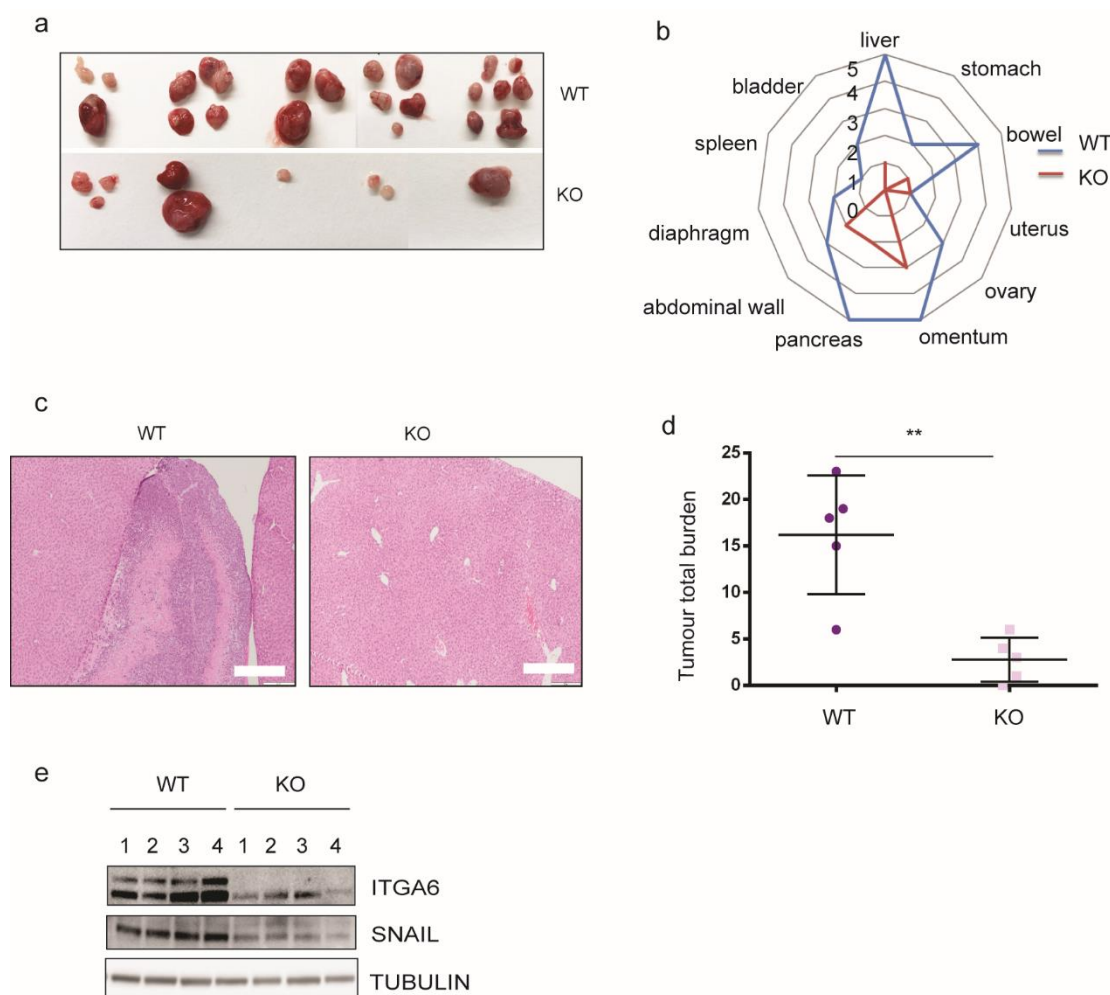 a
WT
KO
b
liver
stomach
bowel
uterus
ovary
omentum
pancreas
abdominal wall
diaphragm
spleen
bladder
5
4
3
2
1
0
WT
KO
c
WT
KO
d
**
Tumour total burden
25
20
15
10
5
0
WT
KO
e
WT KO
1 2 3 4 1 2 3 4
ITGA6
SNAIL
TUBULIN